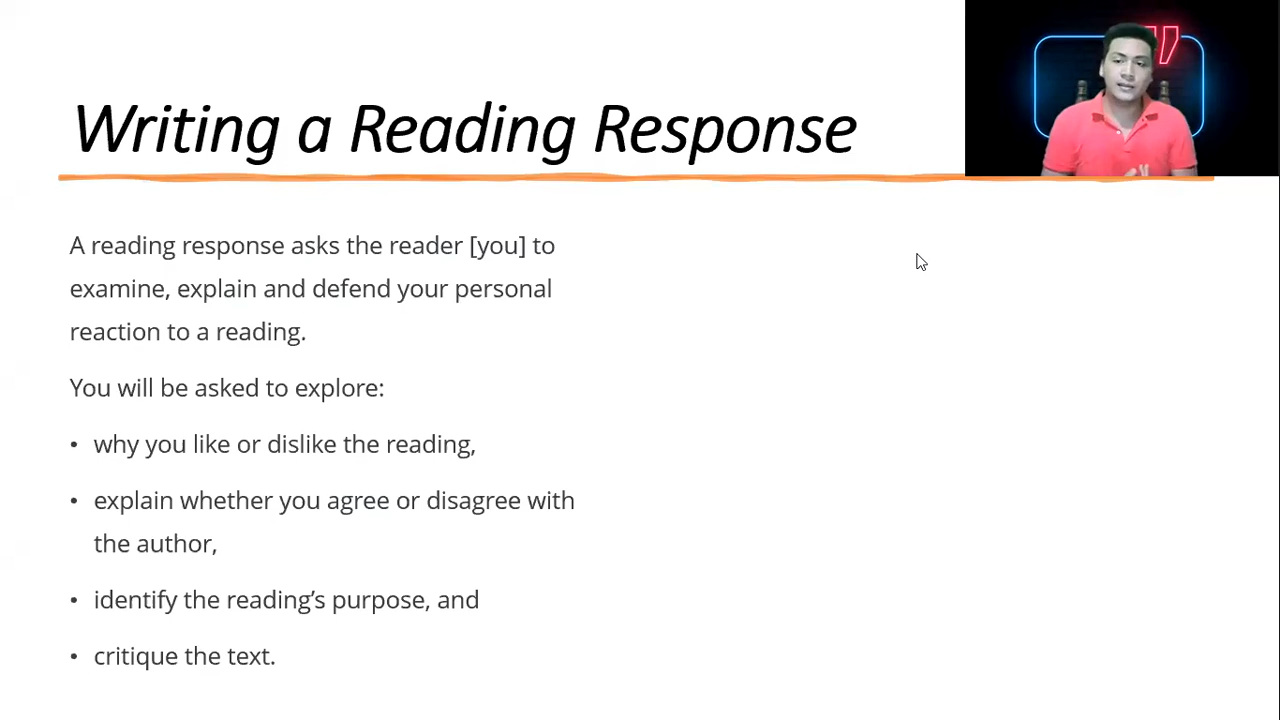 Writing a Reading Response
A reading response asks the reader [you] to
examine, explain and defend your personal
reaction to a reading.
You will be asked to explore:
• why you like or dislike the reading,
• explain whether you agree or disagree with
the author,
• identify the reading’s purpose, and
• critique the text.